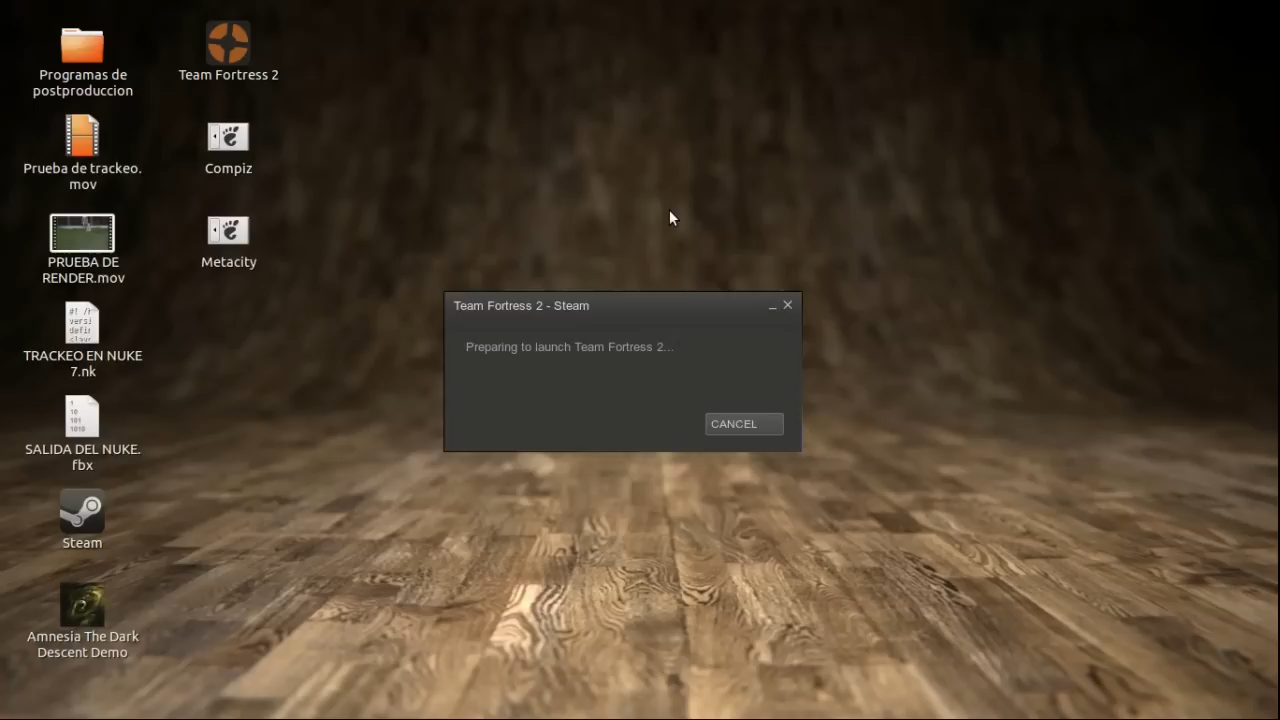 Programas de
postproduccion
Team Fortress 2
Prueba de trackeo.
mov
Compiz
PRUEBA DE
RENDER.mov
Metacity
TRACKEO EN NUKE
7.nk
SALIDA DEL NUKE.
fbx
Steam
Amnesia The Dark
Descent Demo
Team Fortress 2 - Steam
Preparing to launch Team Fortress 2...
CANCEL